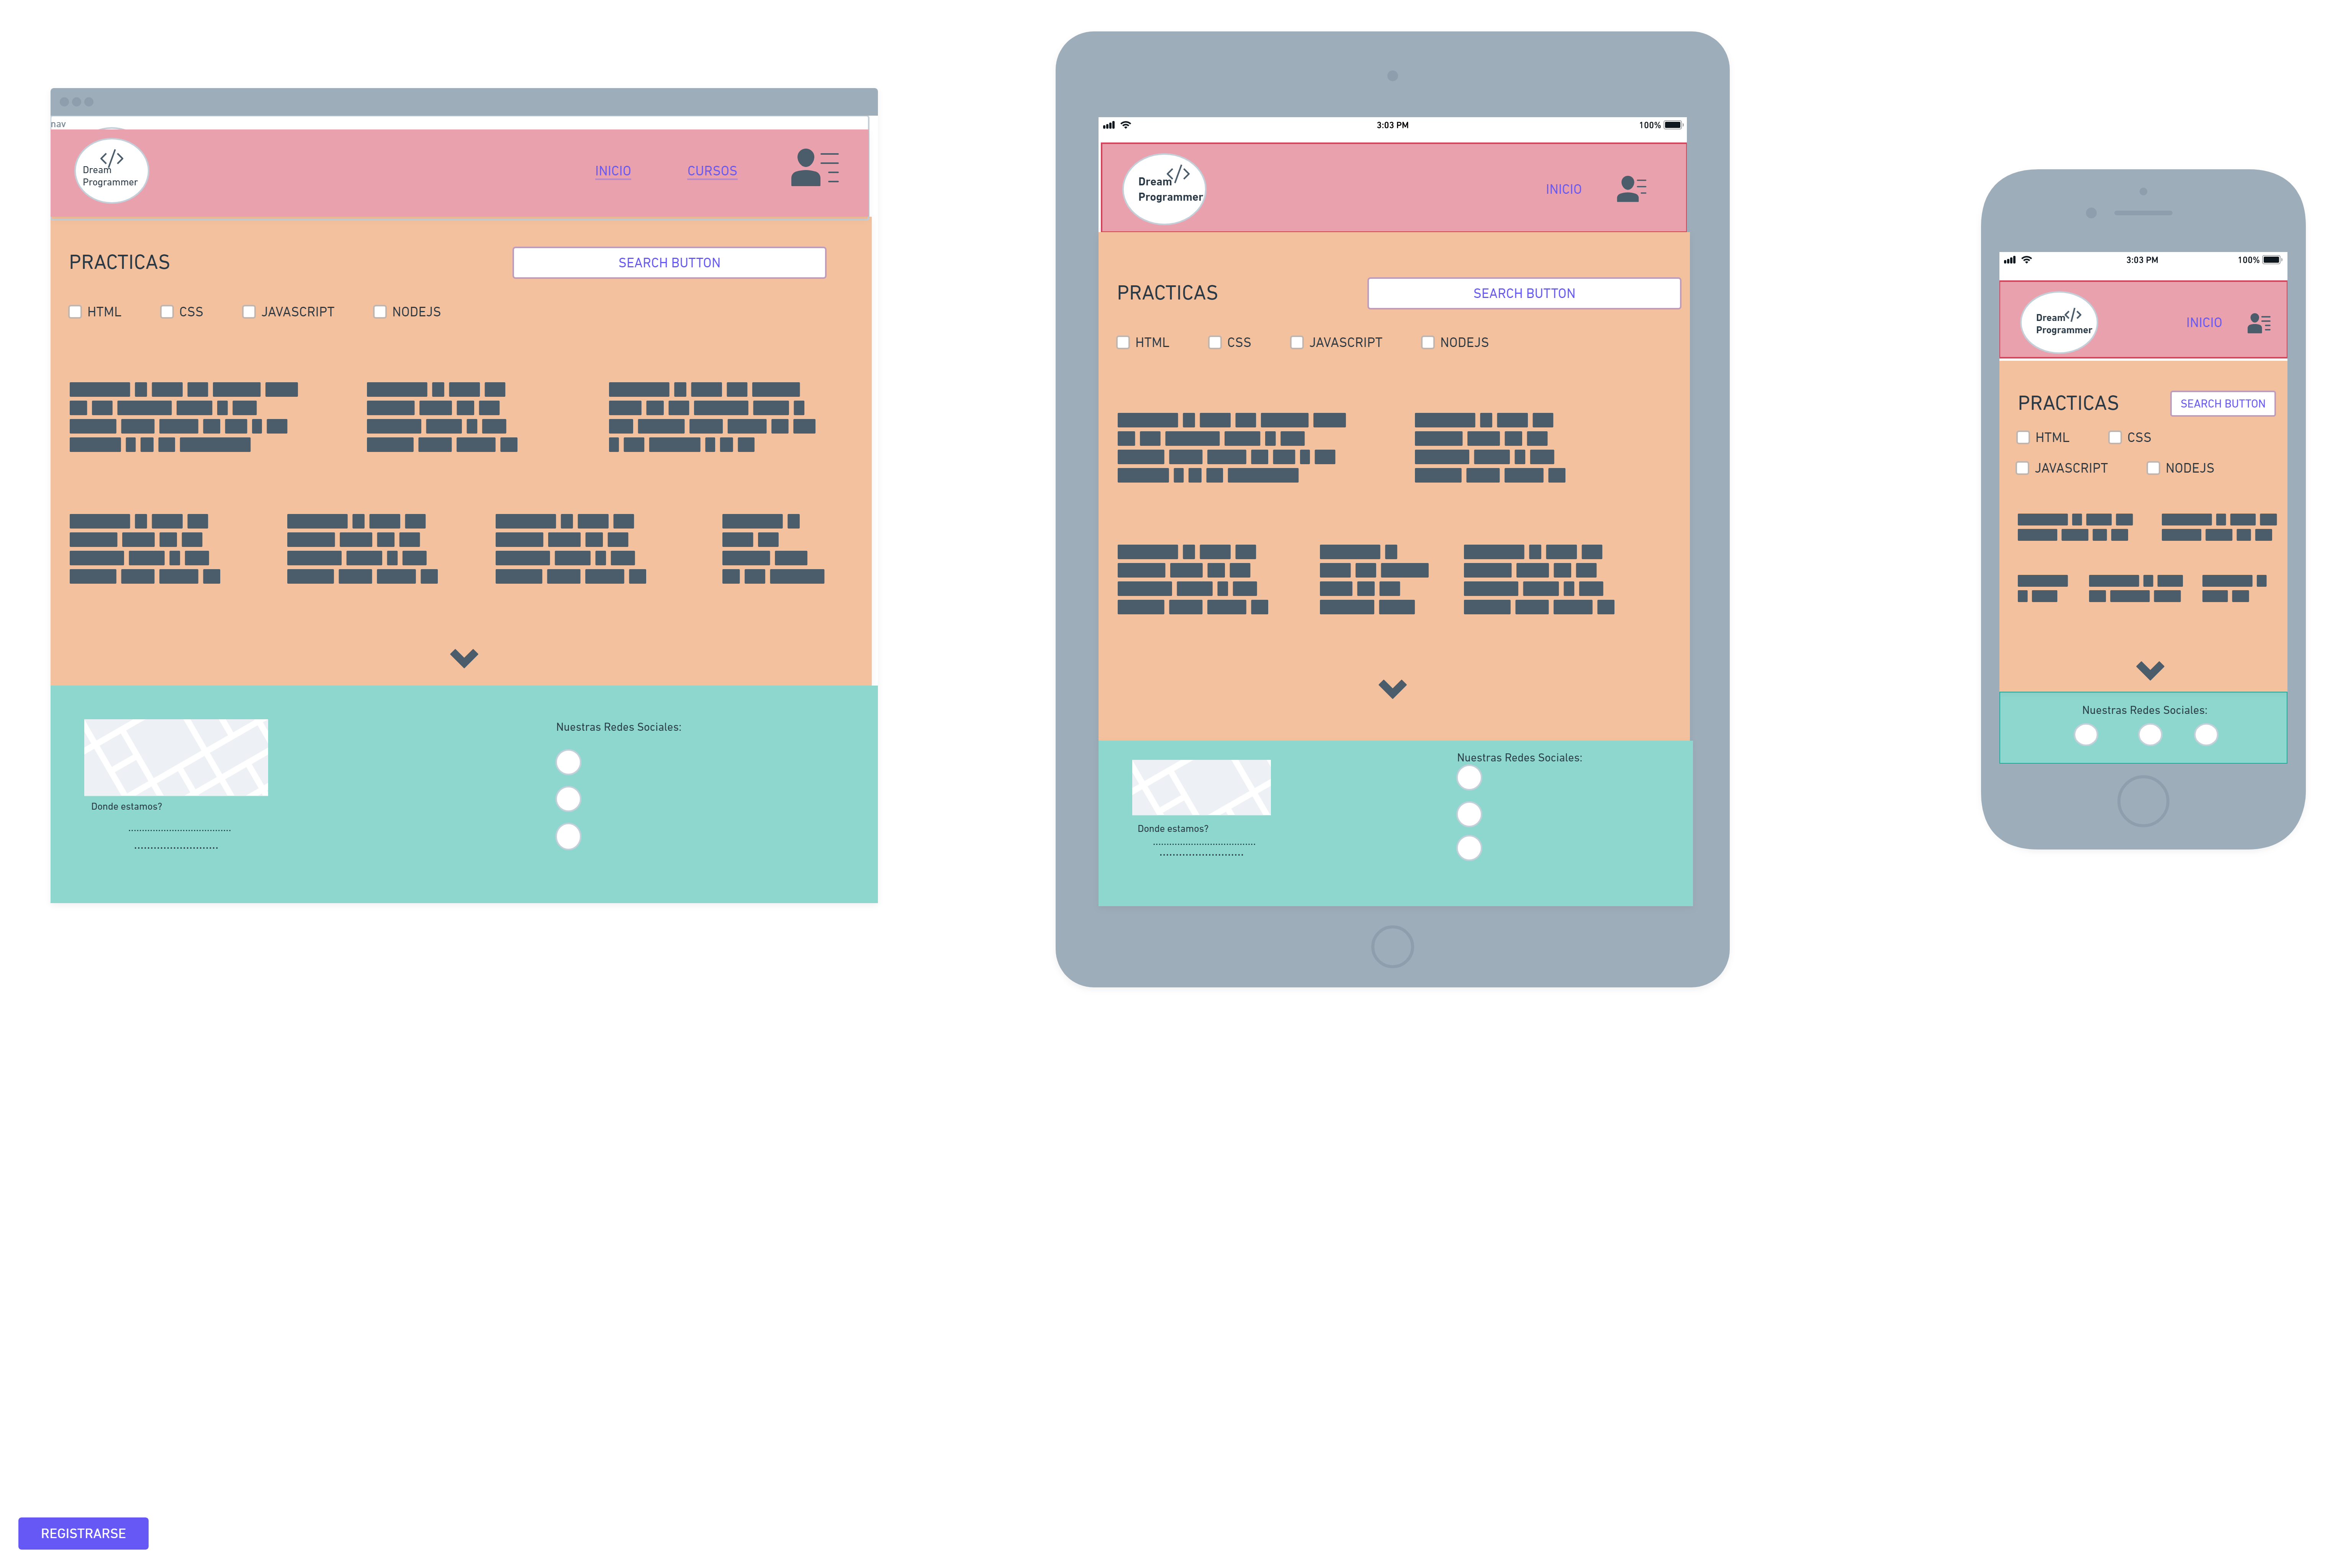 nav
Dream
Programmer
INICIO
CURSOS
PRACTICAS
SEARCH BUTTON
HTML
CSS
JAVASCRIPT
NODEJS
Donde estamos?
Nuestras Redes Sociales:
3:03 PM
100%
Dream
Programmer
INICIO
PRACTICAS
SEARCH BUTTON
HTML
CSS
JAVASCRIPT
NODEJS
Donde estamos?
Nuestras Redes Sociales:
3:03 PM
100%
Dream
Programmer
INICIO
PRACTICAS
SEARCH BUTTON
HTML
CSS
JAVASCRIPT
NODEJS
Nuestras Redes Sociales:
REGISTRARSE